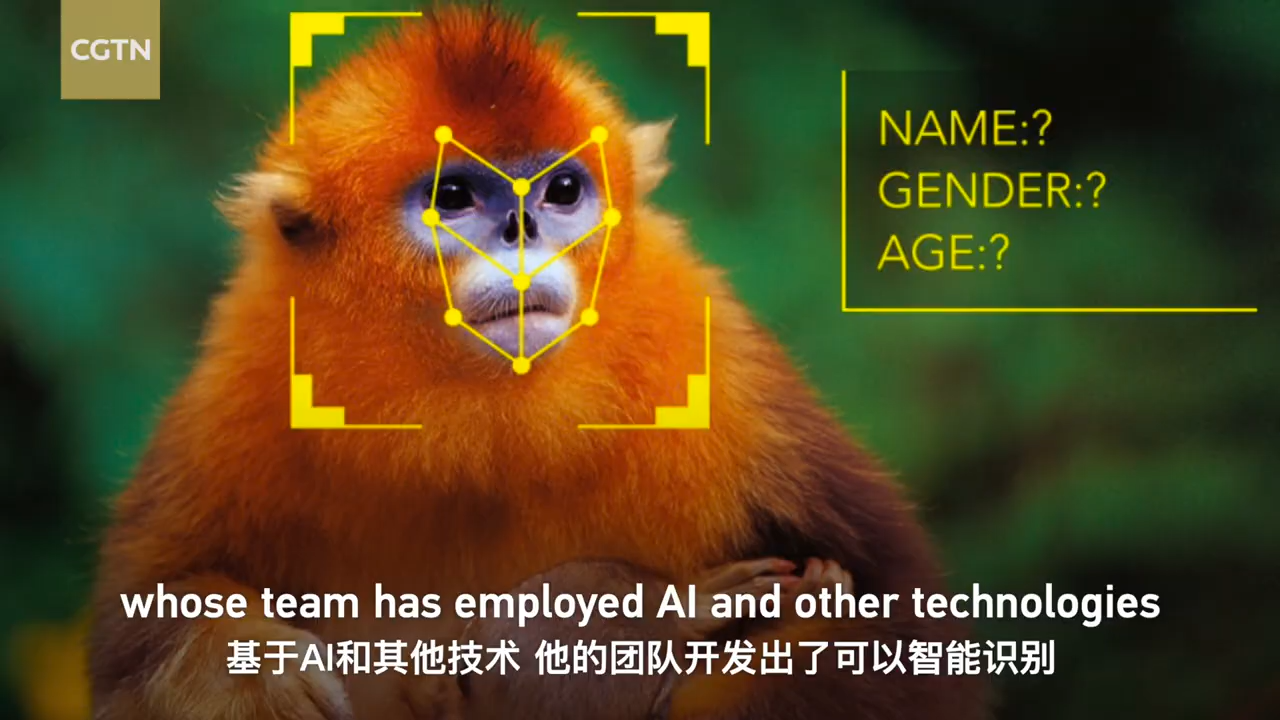 CGTN
NAME:?
GENDER:?
AGE:?
whose team has employed AI and other technologies
基于AI和其他技术 他的团队开发出了可以智能识别